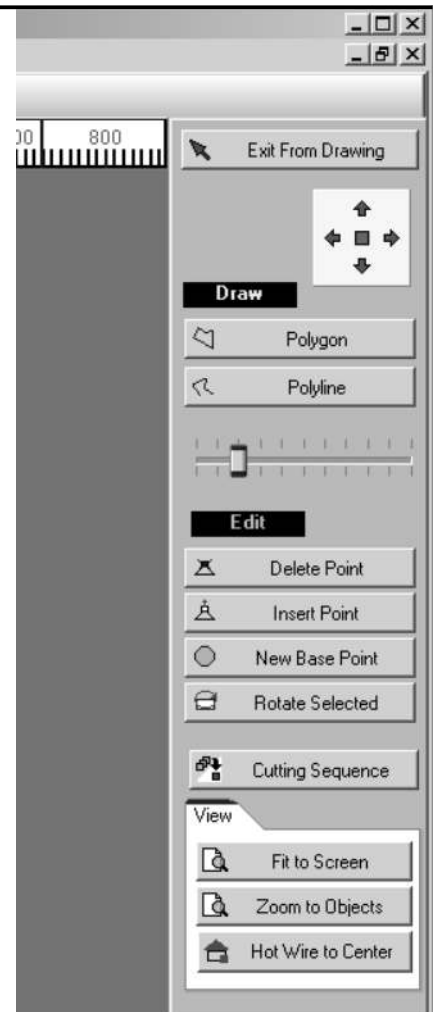 00 800
Exit From Drawing
Draw
Polygon
Polyline
Edit
Delete Point
Insert Point
New Base Point
Rotate Selected
Cutting Sequence
View
Fit to Screen
Zoom to Objects
Hot Wire to Center